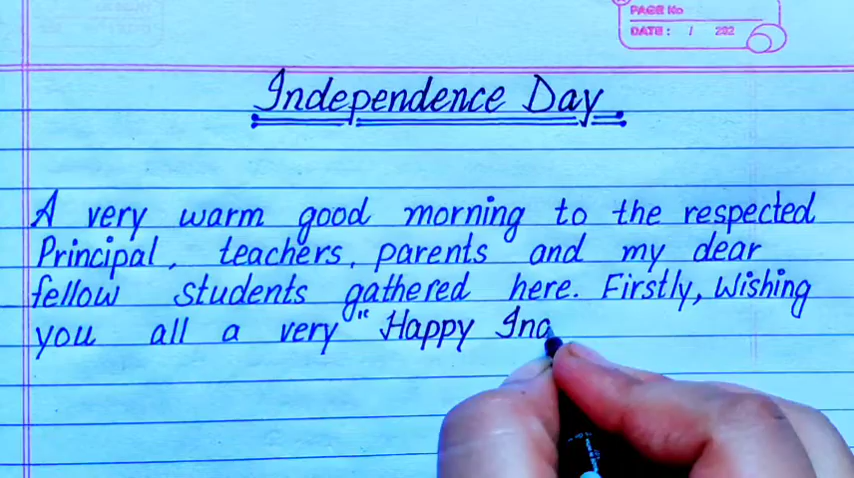 PAGE No
DATE: / 202
Independence Day
A very warm good morning to the respected
Principal, teachers, parents and my dear
fellow students gathered here. Firstly, Wishing
you all a very "Happy Ind